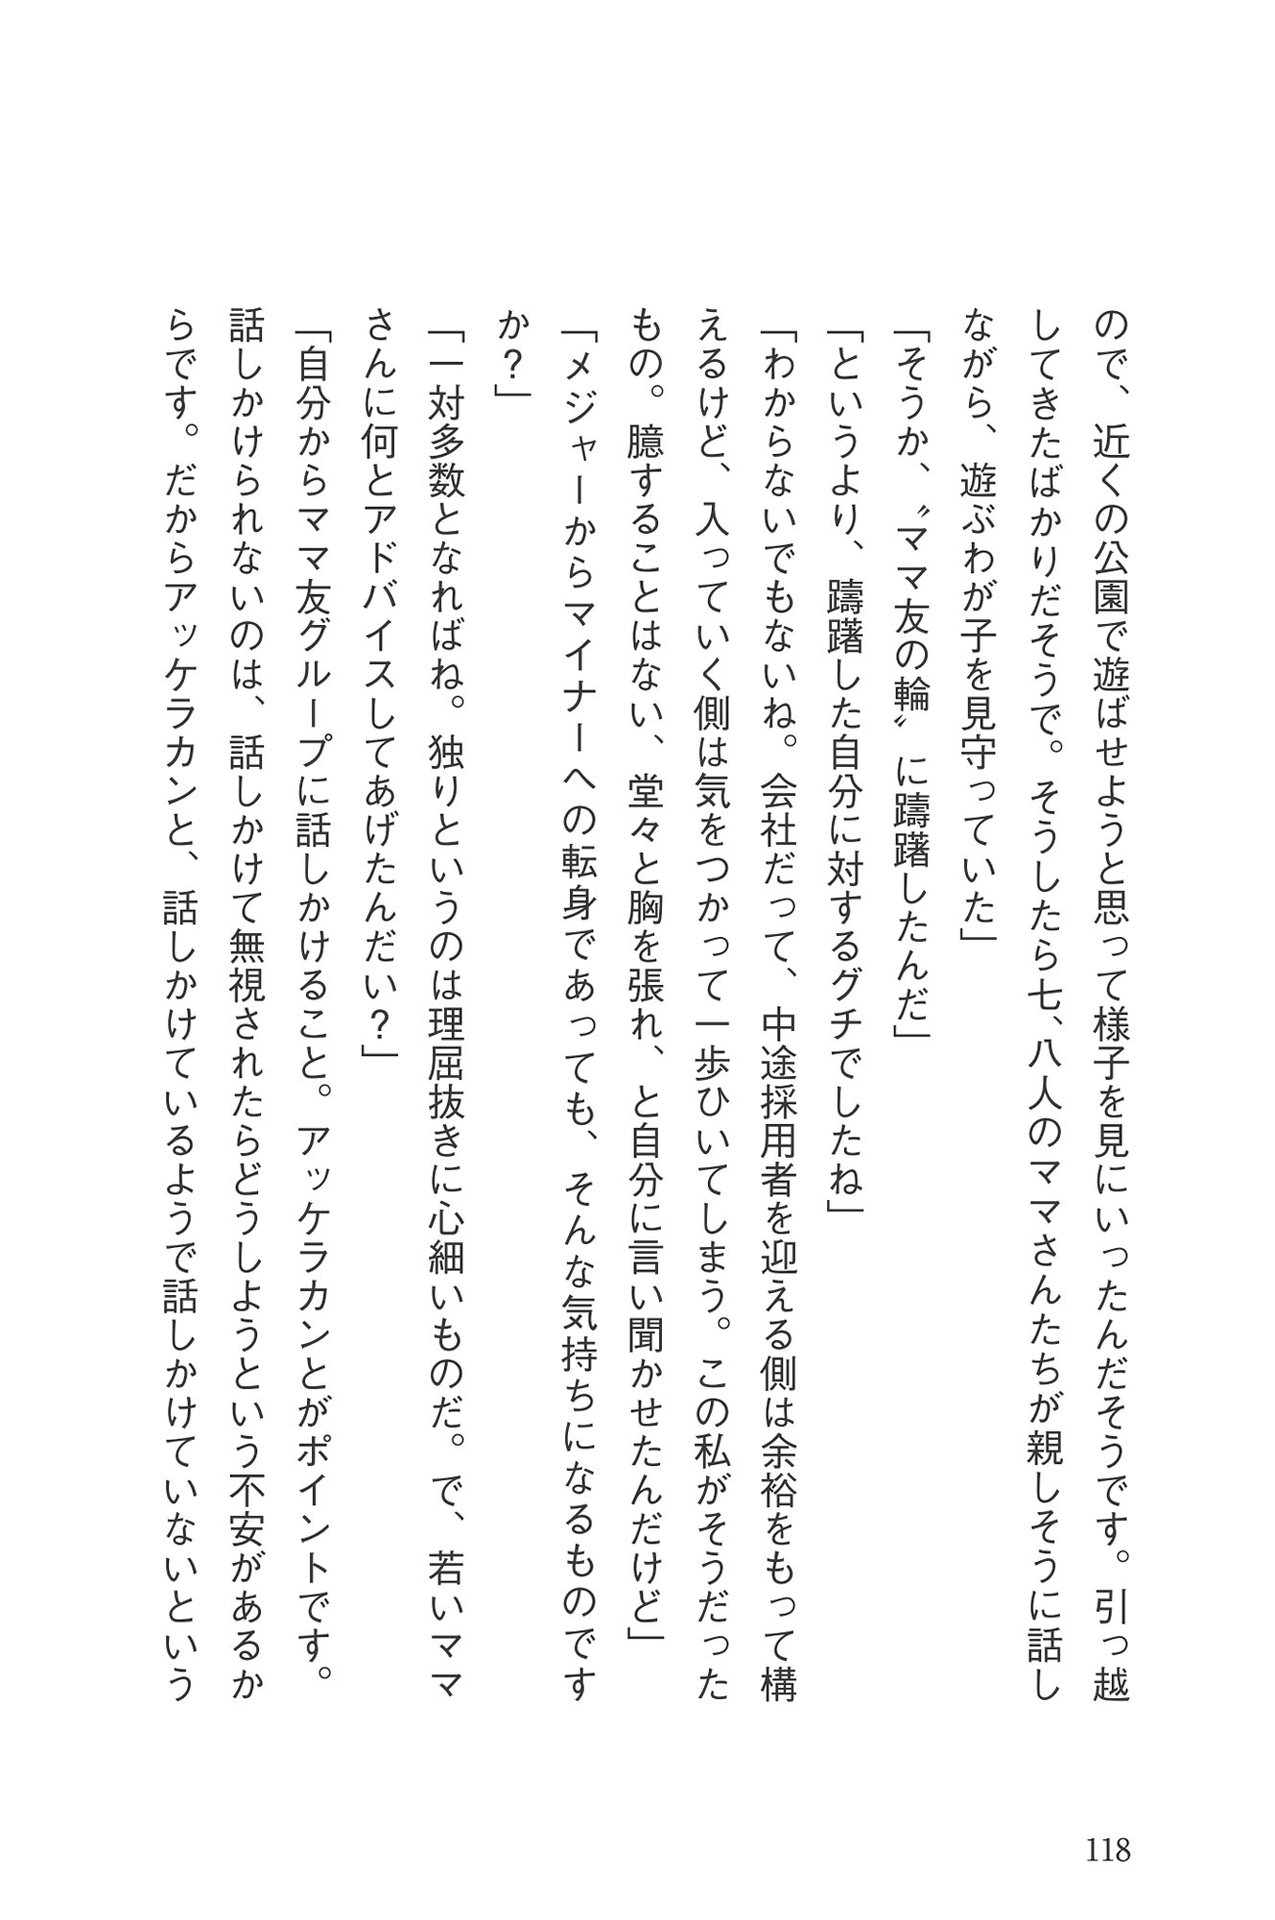 ので、近くの公園で遊ばせようと思って様子を見にいったんだそうです。引っ越
してきたばかりだそうで。そうしたら七、八人のママさんたちが親しそうに話し
ながら、遊ぶわが子を見守っていた」
「そうか、〝ママ友の輪〟に躊躇したんだ」
「というより、躊躇した自分に対するグチでしたね」
「わからないでもないね。会社だって、中途採用者を迎える側は余裕をもって構
えるけど、入っていく側は気をつかって一歩ひいてしまう。この私がそうだった
もの。臆することはない、堂々と胸を張れ、と自分に言い聞かせたんだけど」
「メジャーからマイナーへの転身であっても、そんな気持ちになるものです
か？」
「一対多数となればね。独りというのは理屈抜きに心細いものだ。で、若いママ
さんに何とアドバイスしてあげたんだい？」
「自分からママ友グループに話しかけること。アッケラカンとがポイントです。
話しかけられないのは、話しかけて無視されたらどうしようという不安があるか
らです。だからアッケラカンと、話しかけているようで話しかけていないという
118